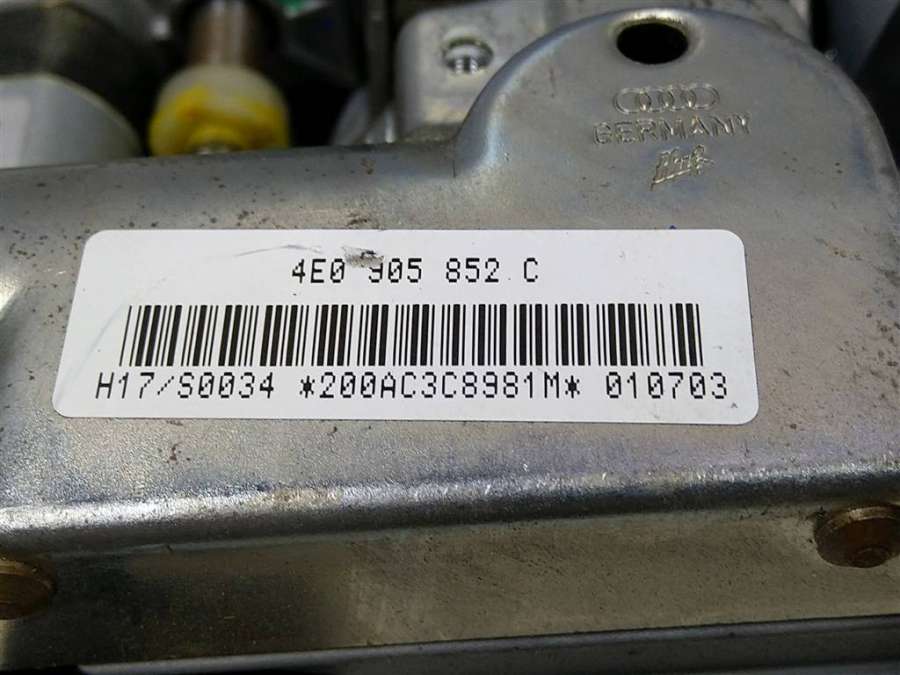 GERMANY
4E0 905 852 C
H17/S0034 *200AC3C8981M* 010703